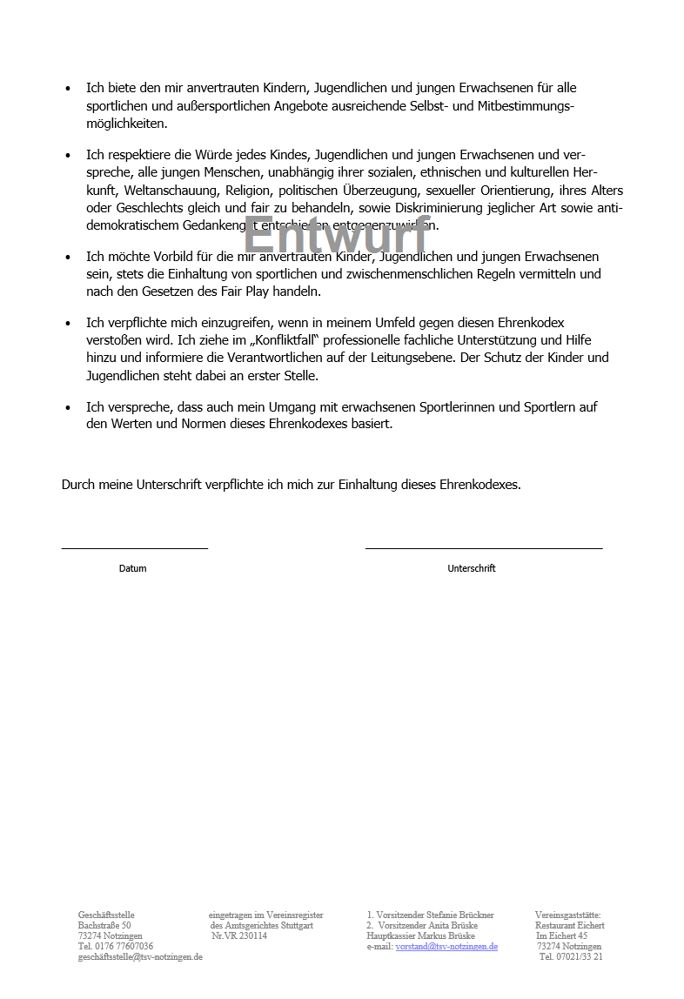 • Ich biete den mir anvertrauten Kindern, Jugendlichen und jungen Erwachsenen für alle
sportlichen und außersportlichen Angebote ausreichende Selbst- und Mitbestimmungs-
möglichkeiten.
• Ich respektiere die Würde jedes Kindes, Jugendlichen und jungen Erwachsenen und ver-
spreche, alle jungen Menschen, unabhängig ihrer sozialen, ethnischen und kulturellen Her-
kunft, Weltanschauung, Religion, politischen Überzeugung, sexueller Orientierung, ihres Alters
oder Geschlechts gleich und fair zu behandeln, sowie Diskriminierung jeglicher Art sowie anti-
demokratischem Gedankengut entschieden entgegenzuwirken.
Entwurf
• Ich möchte Vorbild für die mir anvertrauten Kinder, Jugendlichen und jungen Erwachsenen
sein, stets die Einhaltung von sportlichen und zwischenmenschlichen Regeln vermitteln und
nach den Gesetzen des Fair Play handeln.
• Ich verpflichte mich einzugreifen, wenn in meinem Umfeld gegen diesen Ehrenkodex
verstoßen wird. Ich ziehe im „Konfliktfall“ professionelle fachliche Unterstützung und Hilfe
hinzu und informiere die Verantwortlichen auf der Leitungsebene. Der Schutz der Kinder und
Jugendlichen steht dabei an erster Stelle.
• Ich verspreche, dass auch mein Umgang mit erwachsenen Sportlerinnen und Sportlern auf
den Werten und Normen dieses Ehrenkodexes basiert.
Durch meine Unterschrift verpflichte ich mich zur Einhaltung dieses Ehrenkodexes.
Datum Unterschrift
Geschäftsstelle eingetragen im Vereinsregister 1. Vorsitzender Stefanie Brückner Vereinsgaststätte:
Bachstraße 50 des Amtsgerichtes Stuttgart 2. Vorsitzender Anita Brüske Restaurant Eichert
73274 Notzingen Nr.VR 230114 Hauptkassier Markus Brüske Im Eichert 45
Tel. 0176 77607036 e-mail: vorstand@tsv-notzingen.de 73274 Notzingen
geschäftsstelle@tsv-notzingen.de Tel. 07021/33 21